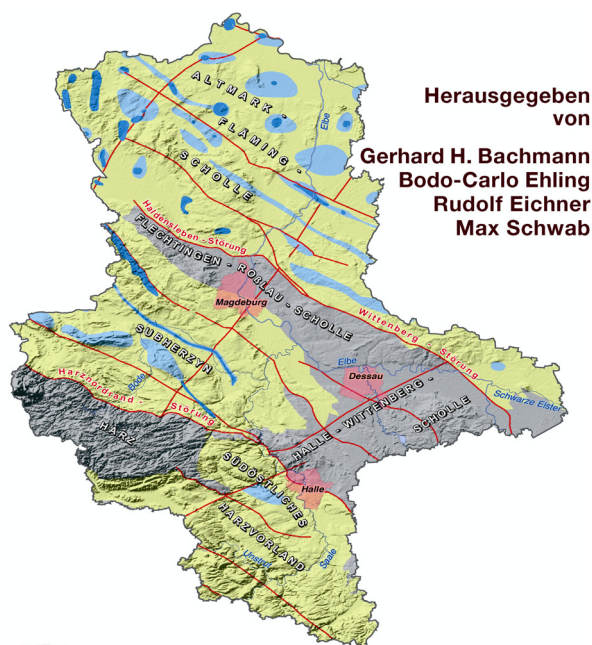 Herausgegeben
von
Gerhard H. Bachmann
Bodo-Carlo Ehling
Rudolf Eichner
Max Schwab
ALTMARK -
FLÄMING -
SCHOLLE
Elbe
Haldensleben - Störung
FLECHTINGEN - ROßLAU - SCHOLLE
Magdeburg
Wittenberg - Störung
SUBHERZYN
Bode
Elbe
Dessau
Schwarze Elster
Harznordrand - Störung
HALLE WITTENBERG -
SCHOLLE
HARZ
SÜDÖSTLICHES
HARZVORLAND
Halle
Unstrut
Saale